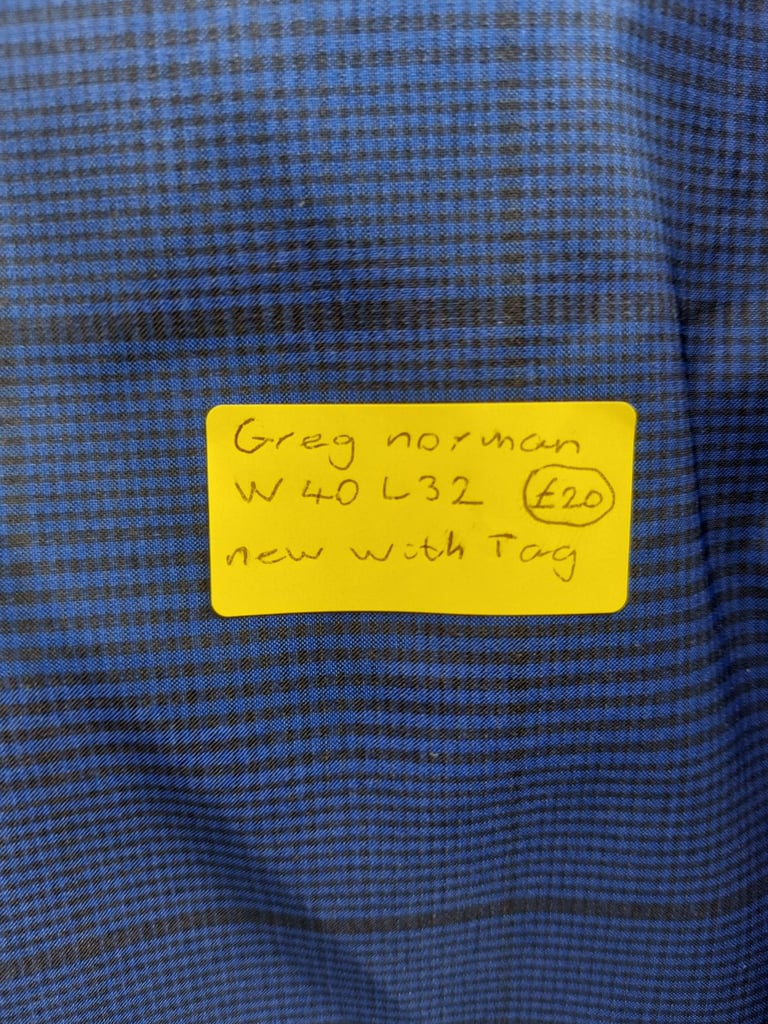 Greg norman
W 40 L32 £20
new with Tag